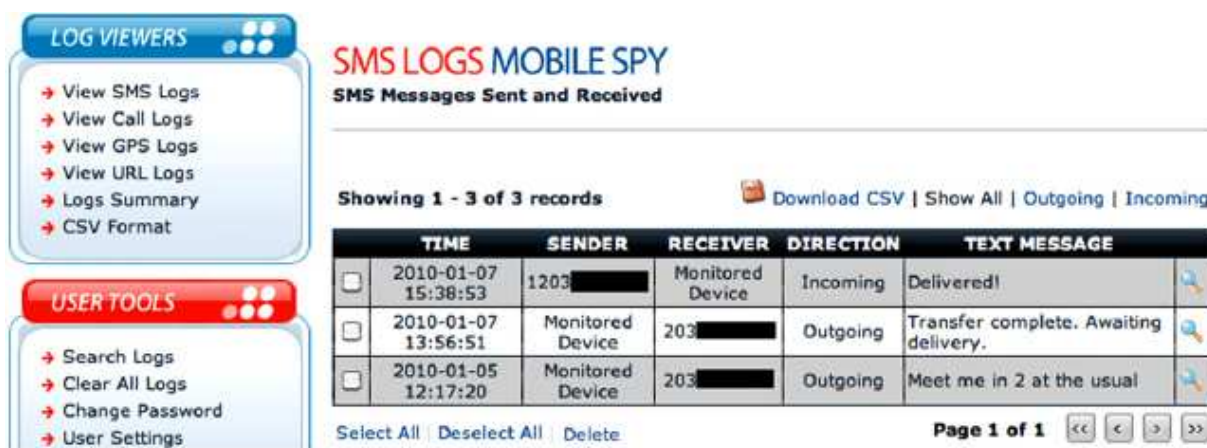 LOG VIEWERS
View SMS Logs
View Call Logs
View GPS Logs
View URL Logs
Logs Summary
CSV Format
USER TOOLS
Search Logs
Clear All Logs
Change Password
User Settings
SMS LOGS MOBILE SPY
SMS Messages Sent and Received
Showing 1 - 3 of 3 records Download CSV | Show All | Outgoing | Incoming
TIME SENDER RECEIVER DIRECTION TEXT MESSAGE
2010-01-07 15:38:53 1203 Monitored Device Incoming Delivered!
2010-01-07 13:56:51 Monitored Device 203 Outgoing Transfer complete. Awaiting delivery.
2010-01-05 12:17:20 Monitored Device 203 Outgoing Meet me in 2 at the usual
Select All | Deselect All | Delete Page 1 of 1 << < > >>